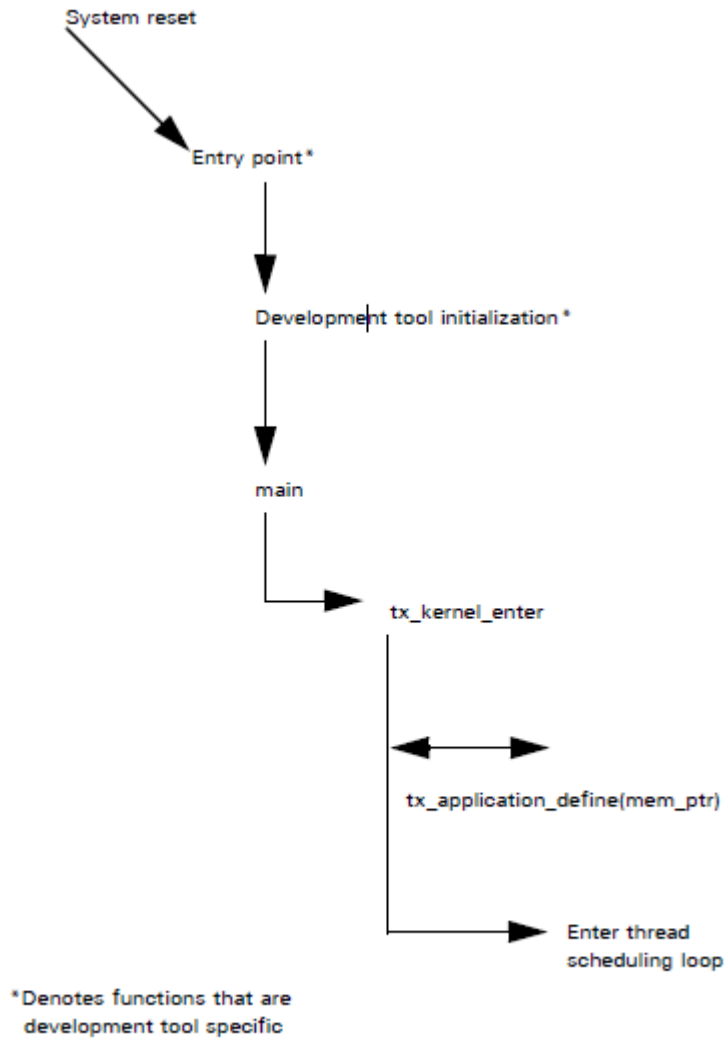 System reset
Entry point*
Development tool initialization*
main
tx_kernel_enter
tx_application_define(mem_ptr)
Enter thread
scheduling loop
*Denotes functions that are
development tool specific